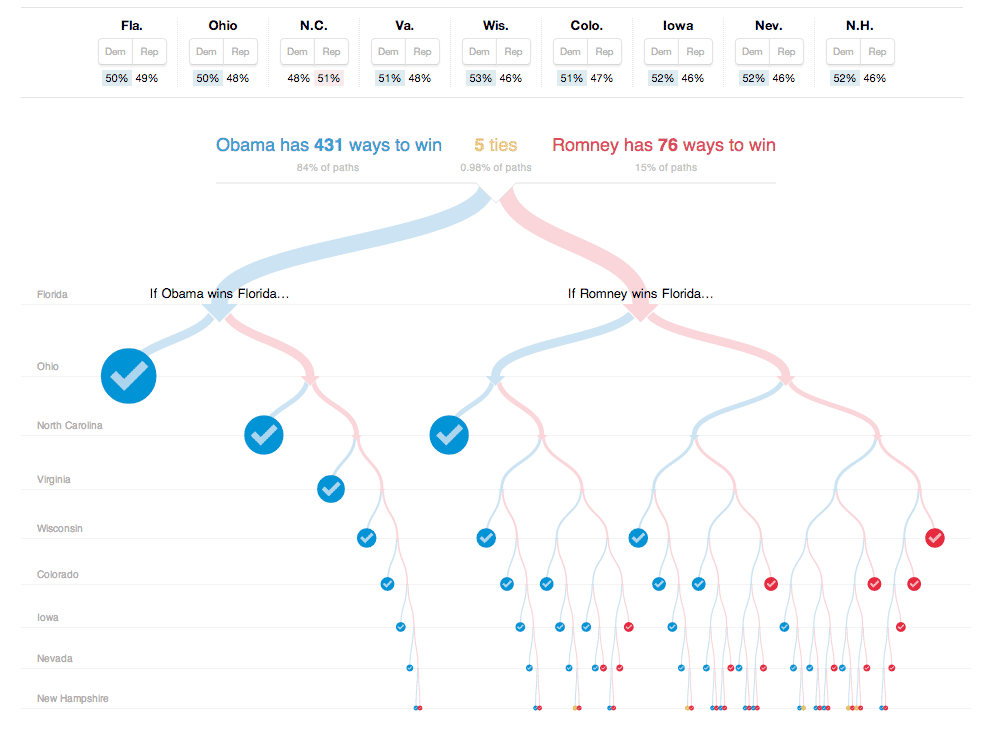 Fla. Ohio N.C. Va. Wis. Colo. Iowa Nev. N.H.
Dem Rep Dem Rep Dem Rep Dem Rep Dem Rep Dem Rep Dem Rep Dem Rep Dem Rep
50% 49% 50% 48% 48% 51% 51% 48% 53% 46% 51% 47% 52% 46% 52% 46% 52% 46%
Obama has 431 ways to win 5 ties Romney has 76 ways to win
84% of paths 0.98% of paths 15% of paths
Florida If Obama wins Florida... If Romney wins Florida...
Ohio
North Carolina
Virginia
Wisconsin
Colorado
Iowa
Nevada
New Hampshire